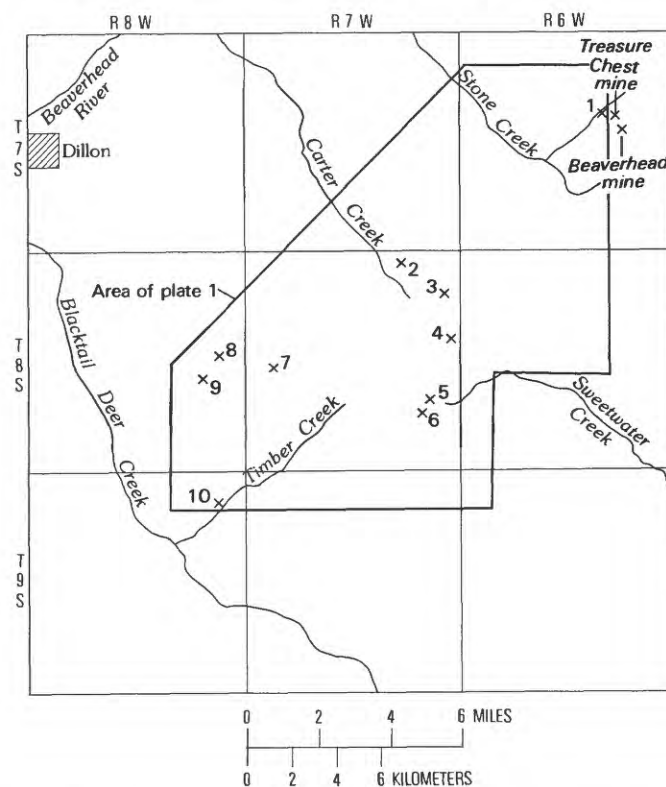 R 8 W
R 7 W
R 6 W
Treasure
Chest
mine
Beaverhead
River
Stone
Creek
1
T
7
S
Dillon
Carter
Creek
Beaverhead
mine
2
3
Area of plate 1
4
Blacktail
Deer
Creek
T
8
S
8
7
9
5
6
Sweetwater
Creek
Timber Creek
10
T
9
S
0 2 4 6 MILES
0 2 4 6 KILOMETERS